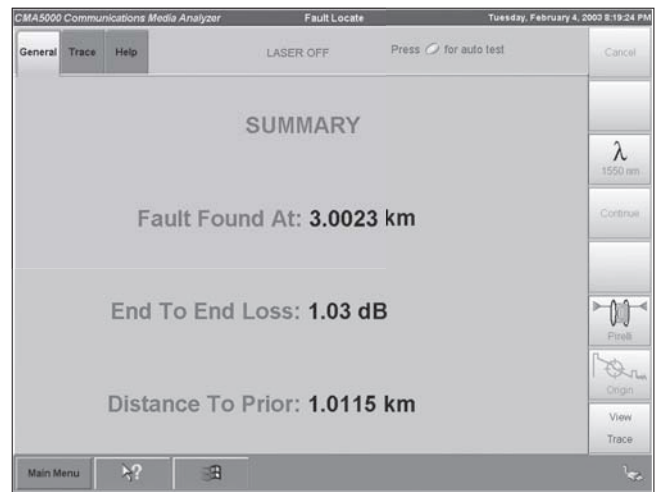 CMA5000 Communications Media Analyzer Fault Locate Tuesday, February 4, 2003 8:19:24 PM
General Trace Help LASER OFF Press for auto test Cancel
SUMMARY
λ
1550 nm
Fault Found At: 3.0023 km
Continue
End To End Loss: 1.03 dB
Pirelli
Origin
Distance To Prior: 1.0115 km
View
Trace
Main Menu ?